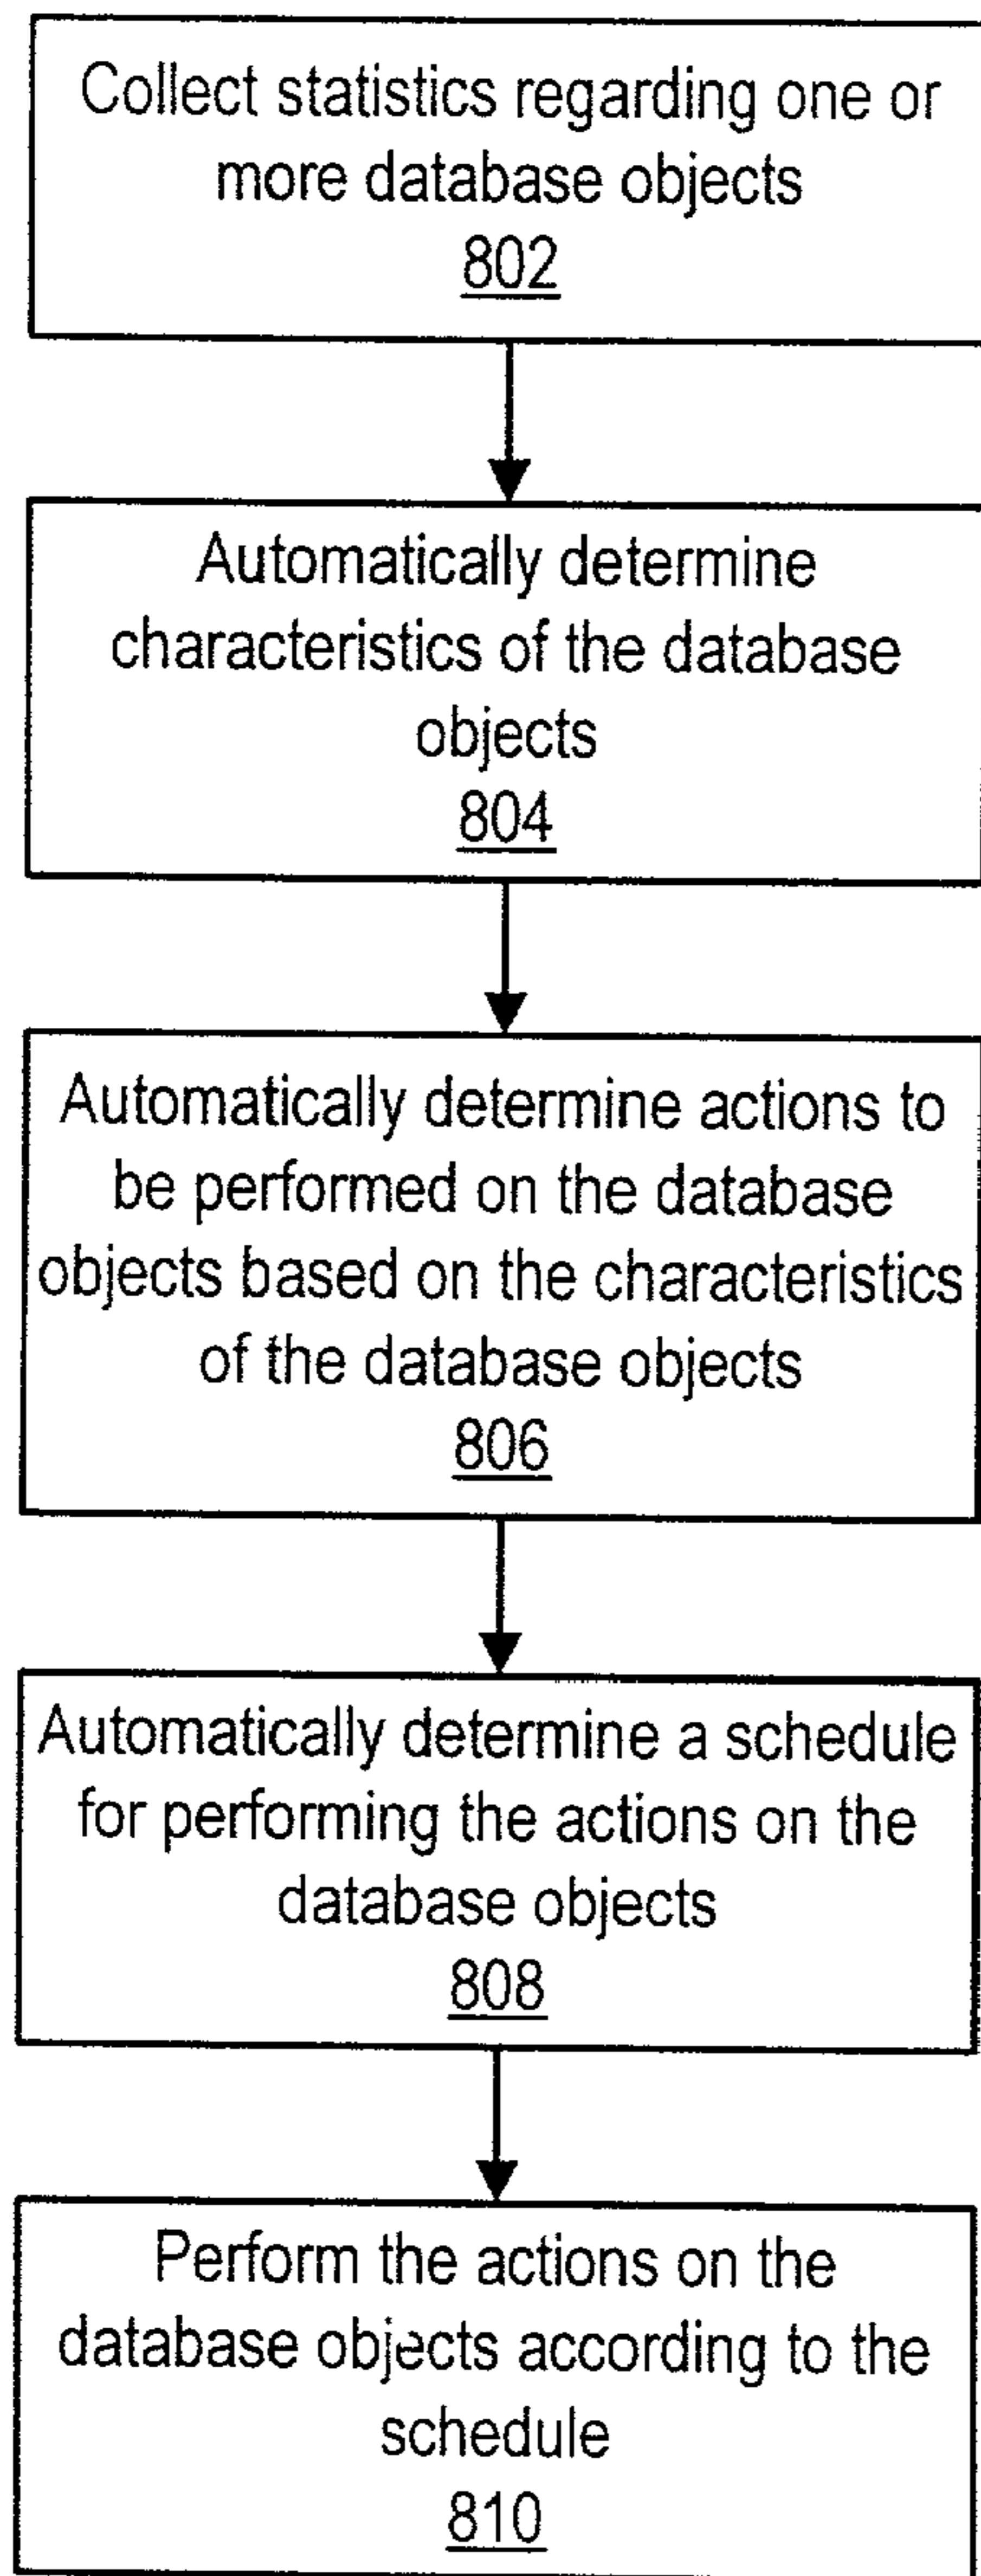 Collect statistics regarding one or
more database objects
802
Automatically determine
characteristics of the database
objects
804
Automatically determine actions to
be performed on the database
objects based on the characteristics
of the database objects
806
Automatically determine a schedule
for performing the actions on the
database objects
808
Perform the actions on the
database objects according to the
schedule
810